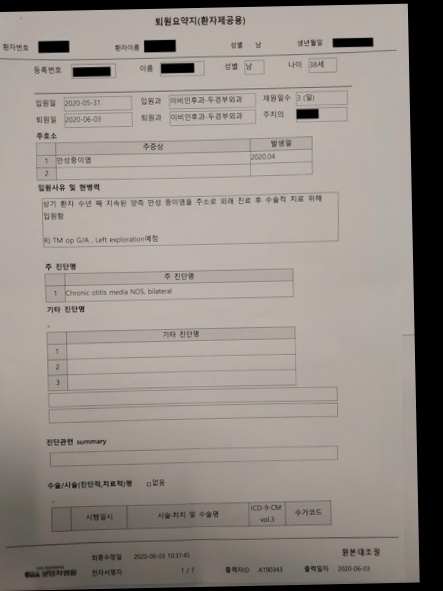 퇴원요약지(환자제공용)
환자번호 환자이름 성별 남 생년월일
등록번호 이름 성별 남 나이 38세
입원일 2020-05-31 입원과 이비인후과-두경부외과 재원일수 3 (일)
퇴원일 2020-06-03 퇴원과 이비인후과-두경부외과 주치의
주호소
주증상 발생일
1 만성중이염 2020.04
2
입원사유 및 현병력
상기 환자 수년 째 지속된 양측 만성 중이염을 주소로 외래 진료 후 수술적 치료 위해
입원함
R) TM op G/A , Left exploration예정
주 진단명
주 진단명
1 Chronic otitis media NOS, bilateral
기타 진단명
기타 진단명
1
2
3
진단관련 summary
수술/시술(진단적,치료적)명 □없음
시행일시 시술·처치 및 수술명 ICD-9-CM vol.3 수가코드
최종수정일 2020-06-03 10:37:45 원본대조필
분당차병원 전자서명자 1 / 7 출력자ID A190343 출력일자 2020-06-03